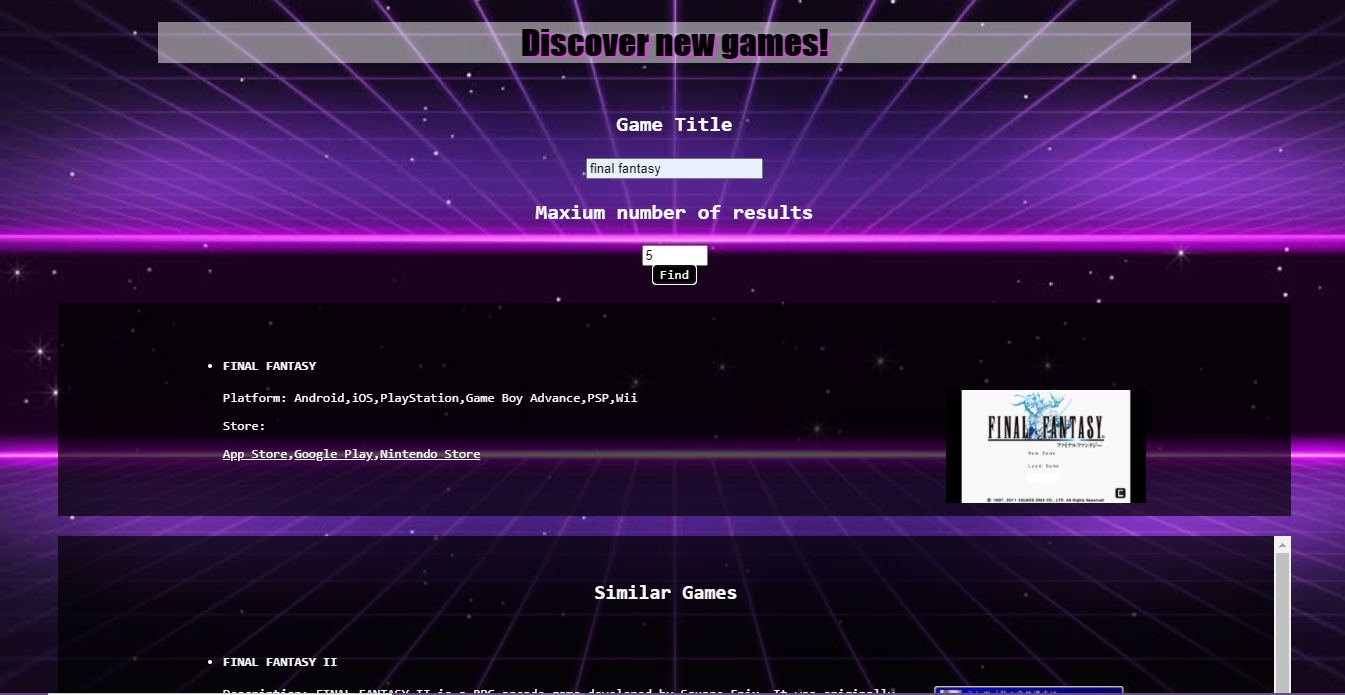 Discover new games!
Game Title
final fantasy
Maxium number of results
5
Find
FINAL FANTASY
Platform: Android,iOS,PlayStation,Game Boy Advance,PSP,Wii
Store:
App Store,Google Play,Nintendo Store
FINAL FANTASY
ファイナルファンタジー
New Game
Load Game
© 1987, 2011 SQUARE ENIX CO., LTD. All Rights Reserved.
Similar Games
FINAL FANTASY II
Description: FINAL FANTASY II is a RPG arcade game developed by Square Enix. It was originally